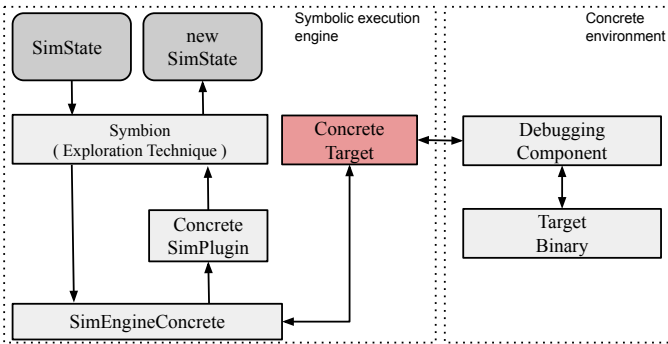 Symbolic execution
engine
Concrete
environment
SimState
new
SimState
Symbion
( Exploration Technique )
Concrete
Target
Debugging
Component
Concrete
SimPlugin
Target
Binary
SimEngineConcrete